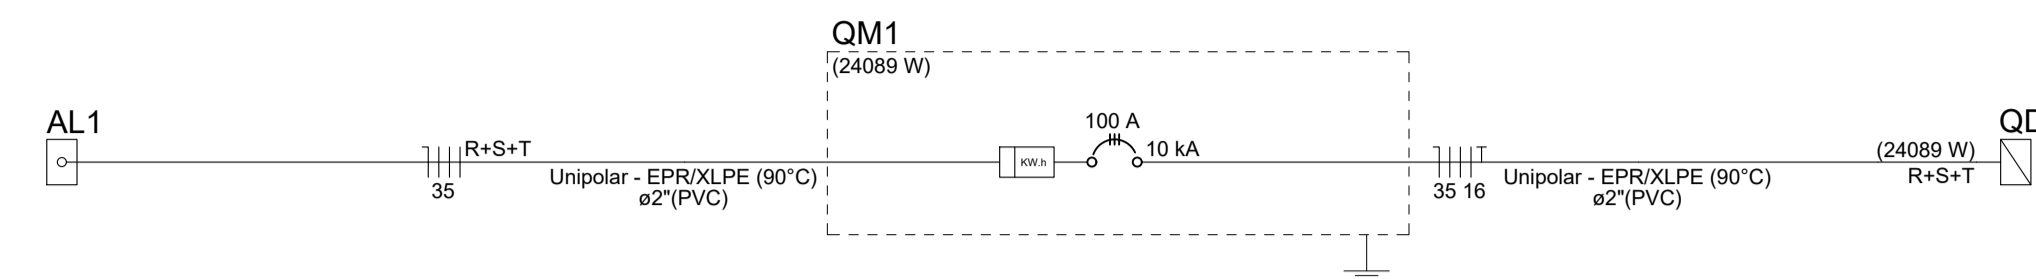 QM1
(24089 W)
AL1
100 A
R+S+T
KW.h
10 kA
(24089 W)
QD
35
Unipolar - EPR/XLPE (90°C)
ø2"(PVC)
35 16
Unipolar - EPR/XLPE (90°C)
ø2"(PVC)
R+S+T